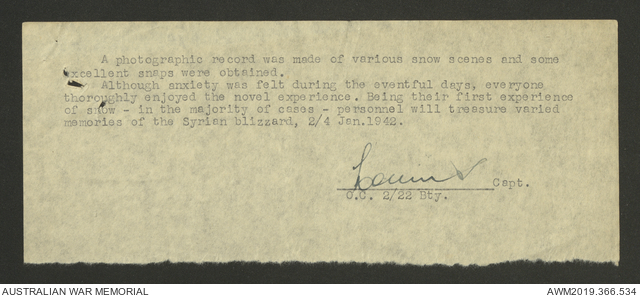 A photographic record was made of various snow scenes and some
excellent snaps were obtained.
Although anxiety was felt during the eventful days, everyone
thoroughly enjoyed the novel experience. Being their first experience
of snow - in the majority of cases - personnel will treasure varied
memories of the Syrian blizzard, 2/4 Jan.1942.
Capt.
O.C. 2/22 Bty.
AUSTRALIAN WAR MEMORIAL
AWM2019.366.534